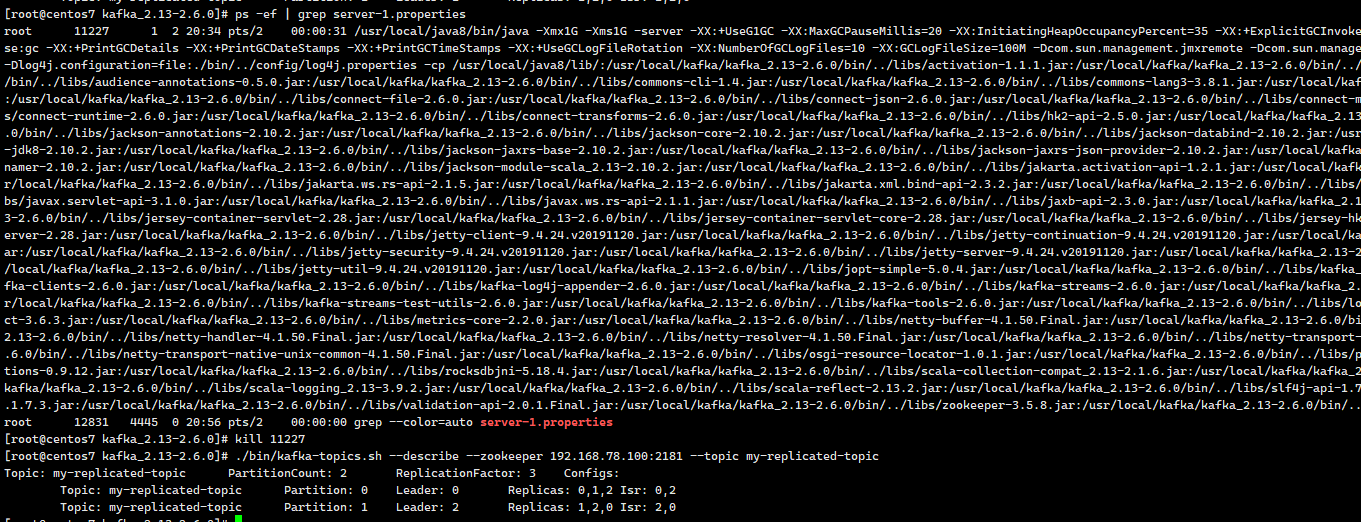 [root@centos7 kafka_2.13-2.6.0]# ps -ef | grep server-1.properties
root      11227      1  2 20:34 pts/2    00:00:31 /usr/local/java8/bin/java -Xmx1G -Xms1G -server -XX:+UseG1GC -XX:MaxGCPauseMillis=20 -XX:InitiatingHeapOccupancyPercent=35 -XX:+ExplicitGCInvoke
se:gc -XX:+PrintGCDetails -XX:+PrintGCDateStamps -XX:+PrintGCTimeStamps -XX:+UseGCLogFileRotation -XX:NumberOfGCLogFiles=10 -XX:GCLogFileSize=100M -Dcom.sun.management.jmxremote -Dcom.sun.manage
-Dlog4j.configuration=file:./bin/../config/log4j.properties -cp /usr/local/java8/lib/:/usr/local/kafka/kafka_2.13-2.6.0/bin/../libs/activation-1.1.1.jar:/usr/local/kafka/kafka_2.13-2.6.0/bin/../
/bin/../libs/audience-annotations-0.5.0.jar:/usr/local/kafka/kafka_2.13-2.6.0/bin/../libs/commons-cli-1.4.jar:/usr/local/kafka/kafka_2.13-2.6.0/bin/../libs/commons-lang3-3.8.1.jar:/usr/local/kaf
:/usr/local/kafka/kafka_2.13-2.6.0/bin/../libs/connect-file-2.6.0.jar:/usr/local/kafka/kafka_2.13-2.6.0/bin/../libs/connect-json-2.6.0.jar:/usr/local/kafka/kafka_2.13-2.6.0/bin/../libs/connect-m
s/connect-runtime-2.6.0.jar:/usr/local/kafka/kafka_2.13-2.6.0/bin/../libs/connect-transforms-2.6.0.jar:/usr/local/kafka/kafka_2.13-2.6.0/bin/../libs/hk2-api-2.5.0.jar:/usr/local/kafka/kafka_2.13
.0/bin/../libs/jackson-annotations-2.10.2.jar:/usr/local/kafka/kafka_2.13-2.6.0/bin/../libs/jackson-core-2.10.2.jar:/usr/local/kafka/kafka_2.13-2.6.0/bin/../libs/jackson-databind-2.10.2.jar:/usr
-jdk8-2.10.2.jar:/usr/local/kafka/kafka_2.13-2.6.0/bin/../libs/jackson-jaxrs-base-2.10.2.jar:/usr/local/kafka/kafka_2.13-2.6.0/bin/../libs/jackson-jaxrs-json-provider-2.10.2.jar:/usr/local/kafka
namer-2.10.2.jar:/usr/local/kafka/kafka_2.13-2.6.0/bin/../libs/jackson-module-scala_2.13-2.10.2.jar:/usr/local/kafka/kafka_2.13-2.6.0/bin/../libs/jakarta.activation-api-1.2.1.jar:/usr/local/kafk
r/local/kafka/kafka_2.13-2.6.0/bin/../libs/jakarta.ws.rs-api-2.1.5.jar:/usr/local/kafka/kafka_2.13-2.6.0/bin/../libs/jakarta.xml.bind-api-2.3.2.jar:/usr/local/kafka/kafka_2.13-2.6.0/bin/../libs/
bs/javax.servlet-api-3.1.0.jar:/usr/local/kafka/kafka_2.13-2.6.0/bin/../libs/javax.ws.rs-api-2.1.1.jar:/usr/local/kafka/kafka_2.13-2.6.0/bin/../libs/jaxb-api-2.3.0.jar:/usr/local/kafka/kafka_2.1
3-2.6.0/bin/../libs/jersey-container-servlet-2.28.jar:/usr/local/kafka/kafka_2.13-2.6.0/bin/../libs/jersey-container-servlet-core-2.28.jar:/usr/local/kafka/kafka_2.13-2.6.0/bin/../libs/jersey-hk
erver-2.28.jar:/usr/local/kafka/kafka_2.13-2.6.0/bin/../libs/jetty-client-9.4.24.v20191120.jar:/usr/local/kafka/kafka_2.13-2.6.0/bin/../libs/jetty-continuation-9.4.24.v20191120.jar:/usr/local/ka
ar:/usr/local/kafka/kafka_2.13-2.6.0/bin/../libs/jetty-security-9.4.24.v20191120.jar:/usr/local/kafka/kafka_2.13-2.6.0/bin/../libs/jetty-server-9.4.24.v20191120.jar:/usr/local/kafka/kafka_2.13-2
/local/kafka/kafka_2.13-2.6.0/bin/../libs/jetty-util-9.4.24.v20191120.jar:/usr/local/kafka/kafka_2.13-2.6.0/bin/../libs/jopt-simple-5.0.4.jar:/usr/local/kafka/kafka_2.13-2.6.0/bin/../libs/kafka_
fka-clients-2.6.0.jar:/usr/local/kafka/kafka_2.13-2.6.0/bin/../libs/kafka-log4j-appender-2.6.0.jar:/usr/local/kafka/kafka_2.13-2.6.0/bin/../libs/kafka-streams-2.6.0.jar:/usr/local/kafka/kafka_2.
r/local/kafka/kafka_2.13-2.6.0/bin/../libs/kafka-streams-test-utils-2.6.0.jar:/usr/local/kafka/kafka_2.13-2.6.0/bin/../libs/kafka-tools-2.6.0.jar:/usr/local/kafka/kafka_2.13-2.6.0/bin/../libs/lo
ct-3.6.3.jar:/usr/local/kafka/kafka_2.13-2.6.0/bin/../libs/metrics-core-2.2.0.jar:/usr/local/kafka/kafka_2.13-2.6.0/bin/../libs/netty-buffer-4.1.50.Final.jar:/usr/local/kafka/kafka_2.13-2.6.0/bi
2.13-2.6.0/bin/../libs/netty-handler-4.1.50.Final.jar:/usr/local/kafka/kafka_2.13-2.6.0/bin/../libs/netty-resolver-4.1.50.Final.jar:/usr/local/kafka/kafka_2.13-2.6.0/bin/../libs/netty-transport-
.6.0/bin/../libs/netty-transport-native-unix-common-4.1.50.Final.jar:/usr/local/kafka/kafka_2.13-2.6.0/bin/../libs/osgi-resource-locator-1.0.1.jar:/usr/local/kafka/kafka_2.13-2.6.0/bin/../libs/p
tions-0.9.12.jar:/usr/local/kafka/kafka_2.13-2.6.0/bin/../libs/rocksdbjni-5.18.4.jar:/usr/local/kafka/kafka_2.13-2.6.0/bin/../libs/scala-collection-compat_2.13-2.1.6.jar:/usr/local/kafka/kafka_2
kafka/kafka_2.13-2.6.0/bin/../libs/scala-logging_2.13-3.9.2.jar:/usr/local/kafka/kafka_2.13-2.6.0/bin/../libs/scala-reflect-2.13.2.jar:/usr/local/kafka/kafka_2.13-2.6.0/bin/../libs/slf4j-api-1.7
.1.7.3.jar:/usr/local/kafka/kafka_2.13-2.6.0/bin/../libs/validation-api-2.0.1.Final.jar:/usr/local/kafka/kafka_2.13-2.6.0/bin/../libs/zookeeper-3.5.8.jar:/usr/local/kafka/kafka_2.13-2.6.0/bin/..
root      12831   4445  0 20:56 pts/2    00:00:00 grep --color=auto server-1.properties
[root@centos7 kafka_2.13-2.6.0]# kill 11227
[root@centos7 kafka_2.13-2.6.0]# ./bin/kafka-topics.sh --describe --zookeeper 192.168.78.100:2181 --topic my-replicated-topic
Topic: my-replicated-topic      PartitionCount: 2       ReplicationFactor: 3    Configs:
        Topic: my-replicated-topic      Partition: 0    Leader: 0       Replicas: 0,1,2 Isr: 0,2
        Topic: my-replicated-topic      Partition: 1    Leader: 2       Replicas: 1,2,0 Isr: 2,0